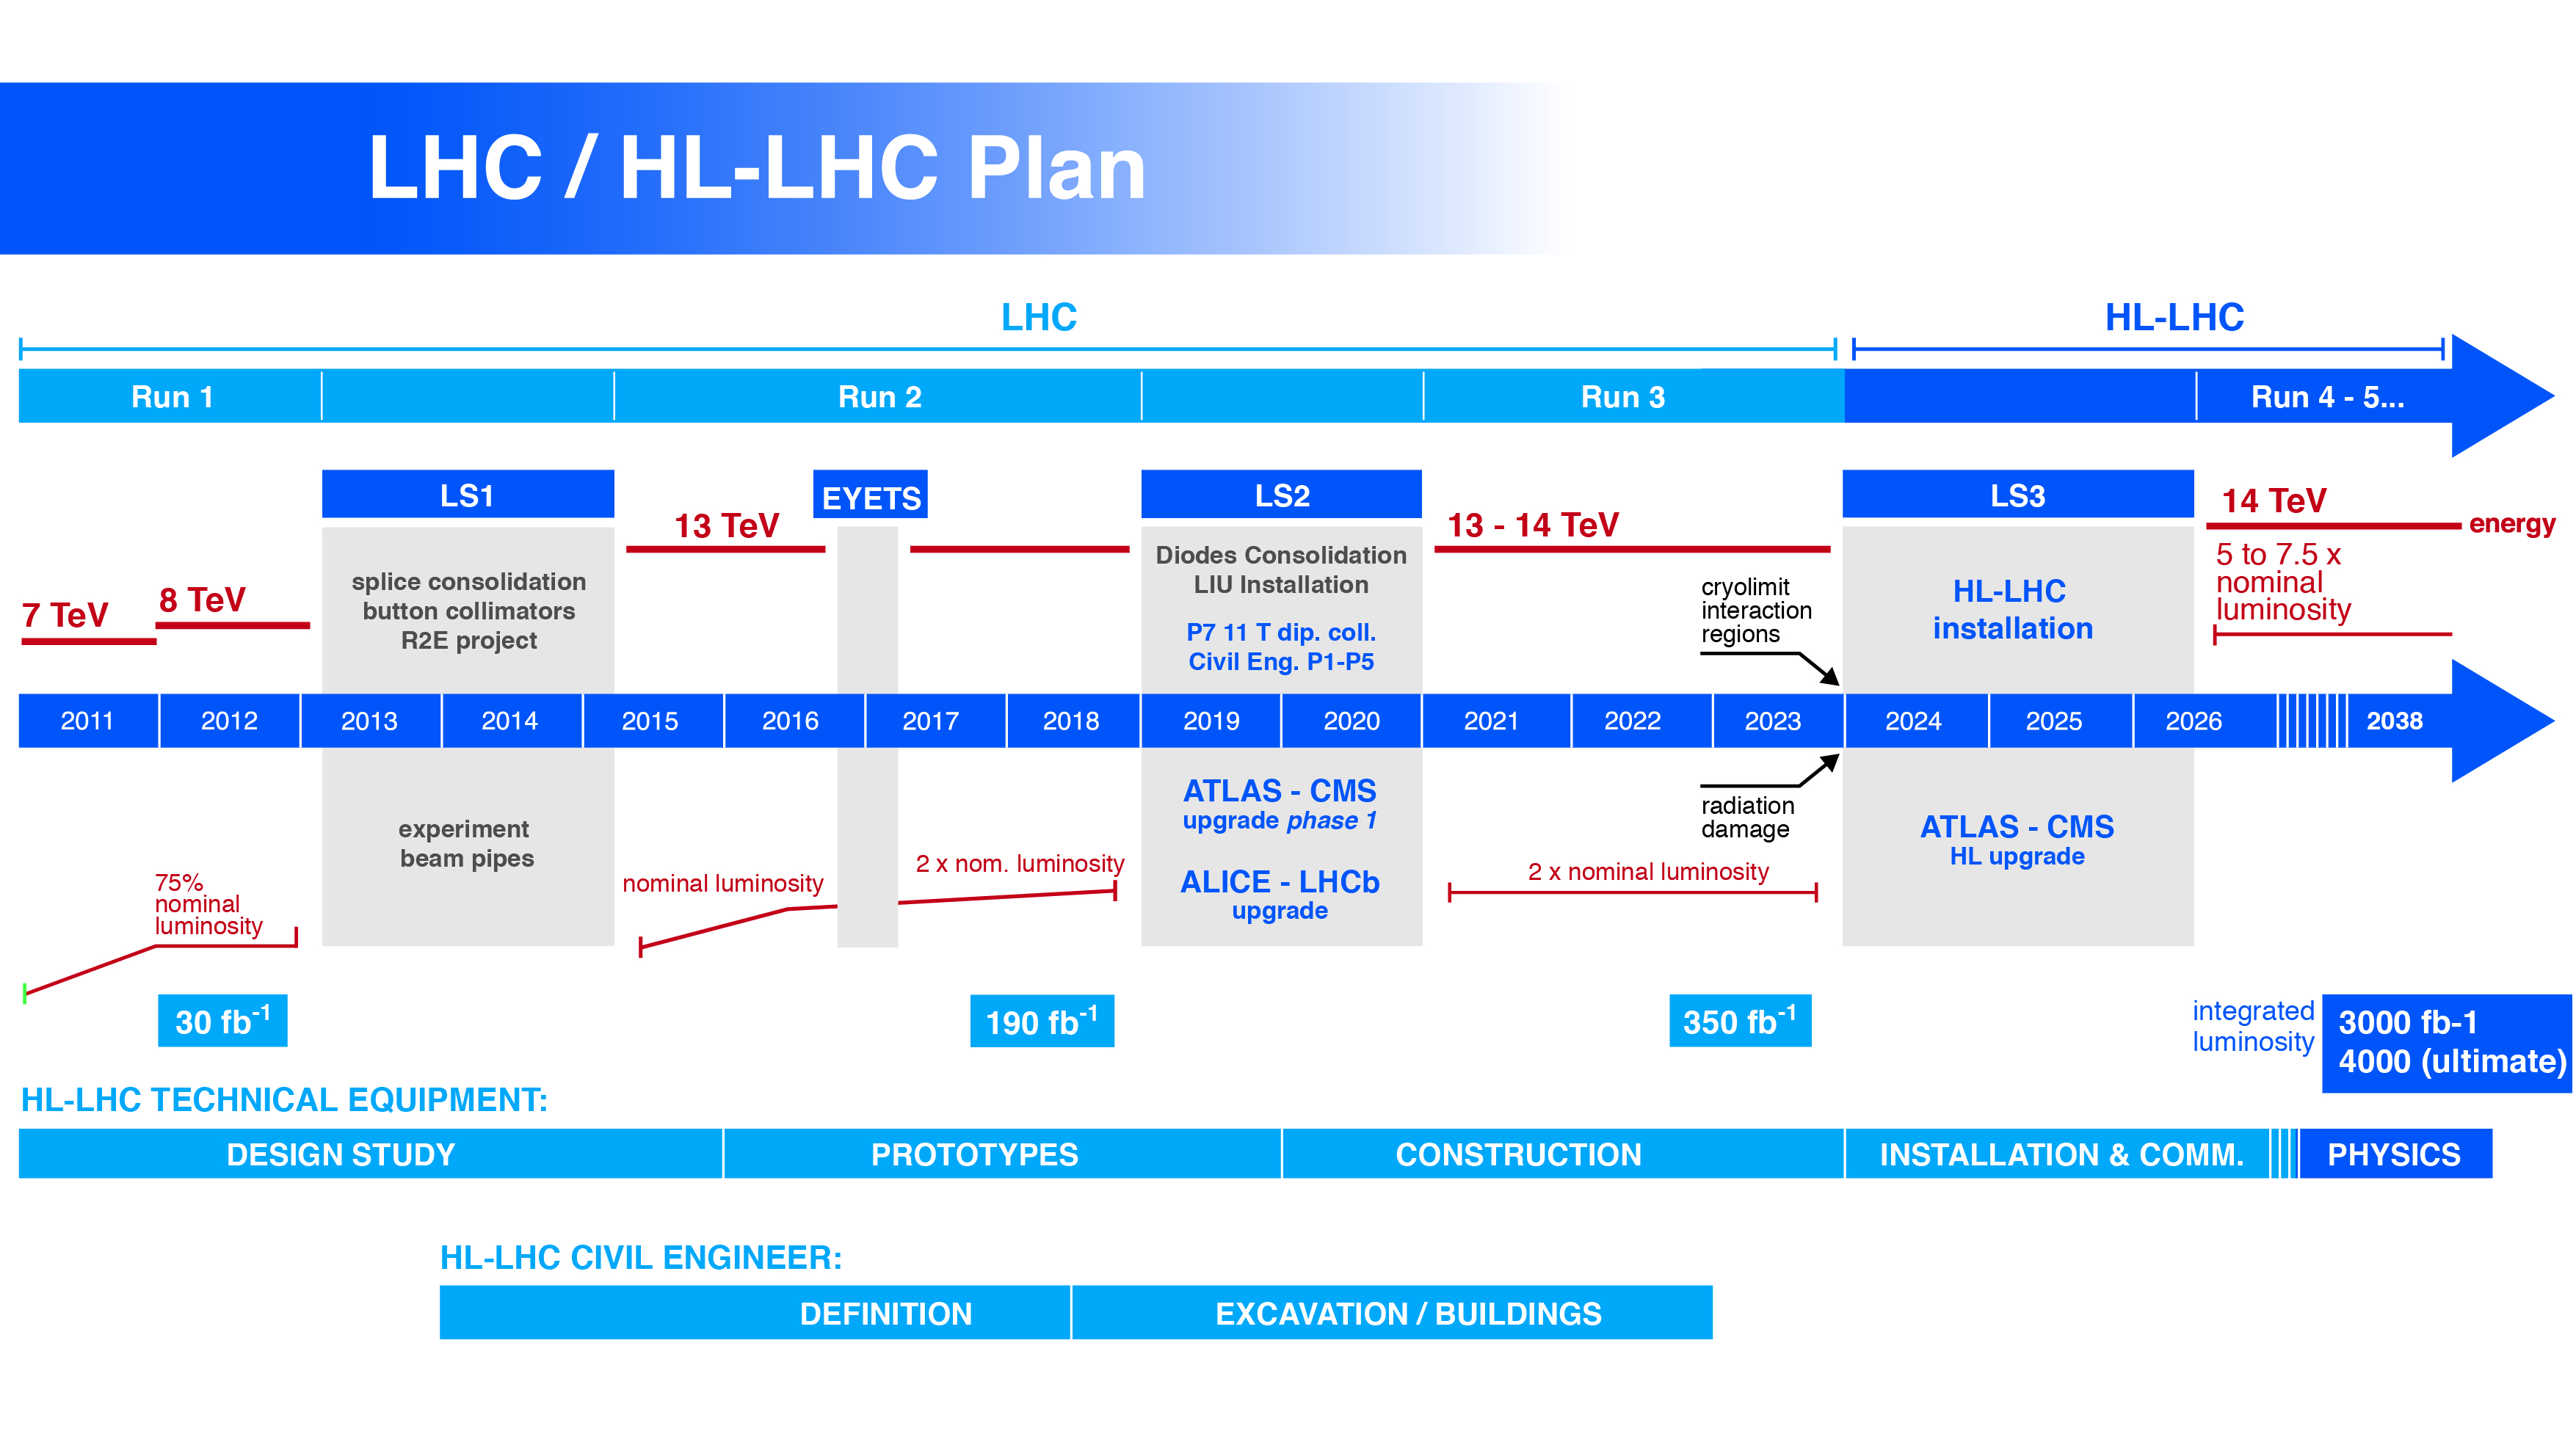 LHC / HL-LHC Plan
LHC
HL-LHC
Run 1
Run 2
Run 3
Run 4 - 5...
LS1
EYETS
LS2
LS3
14 TeV
energy
13 TeV
13 - 14 TeV
7 TeV
8 TeV
splice consolidation
button collimators
R2E project
Diodes Consolidation
LIU Installation
P7 11 T dip. coll.
Civil Eng. P1-P5
cryolimit
interaction
regions
HL-LHC
installation
5 to 7.5 x
nominal
luminosity
2011
2012
2013
2014
2015
2016
2017
2018
2019
2020
2021
2022
2023
2024
2025
2026
2038
experiment
beam pipes
ATLAS - CMS
upgrade phase 1
ALICE - LHCb
upgrade
radiation
damage
ATLAS - CMS
HL upgrade
75%
nominal
luminosity
nominal luminosity
2 x nom. luminosity
2 x nominal luminosity
30 fb-1
190 fb-1
350 fb-1
integrated
luminosity
3000 fb-1
4000 (ultimate)
HL-LHC TECHNICAL EQUIPMENT:
DESIGN STUDY
PROTOTYPES
CONSTRUCTION
INSTALLATION & COMM.
PHYSICS
HL-LHC CIVIL ENGINEER:
DEFINITION
EXCAVATION / BUILDINGS